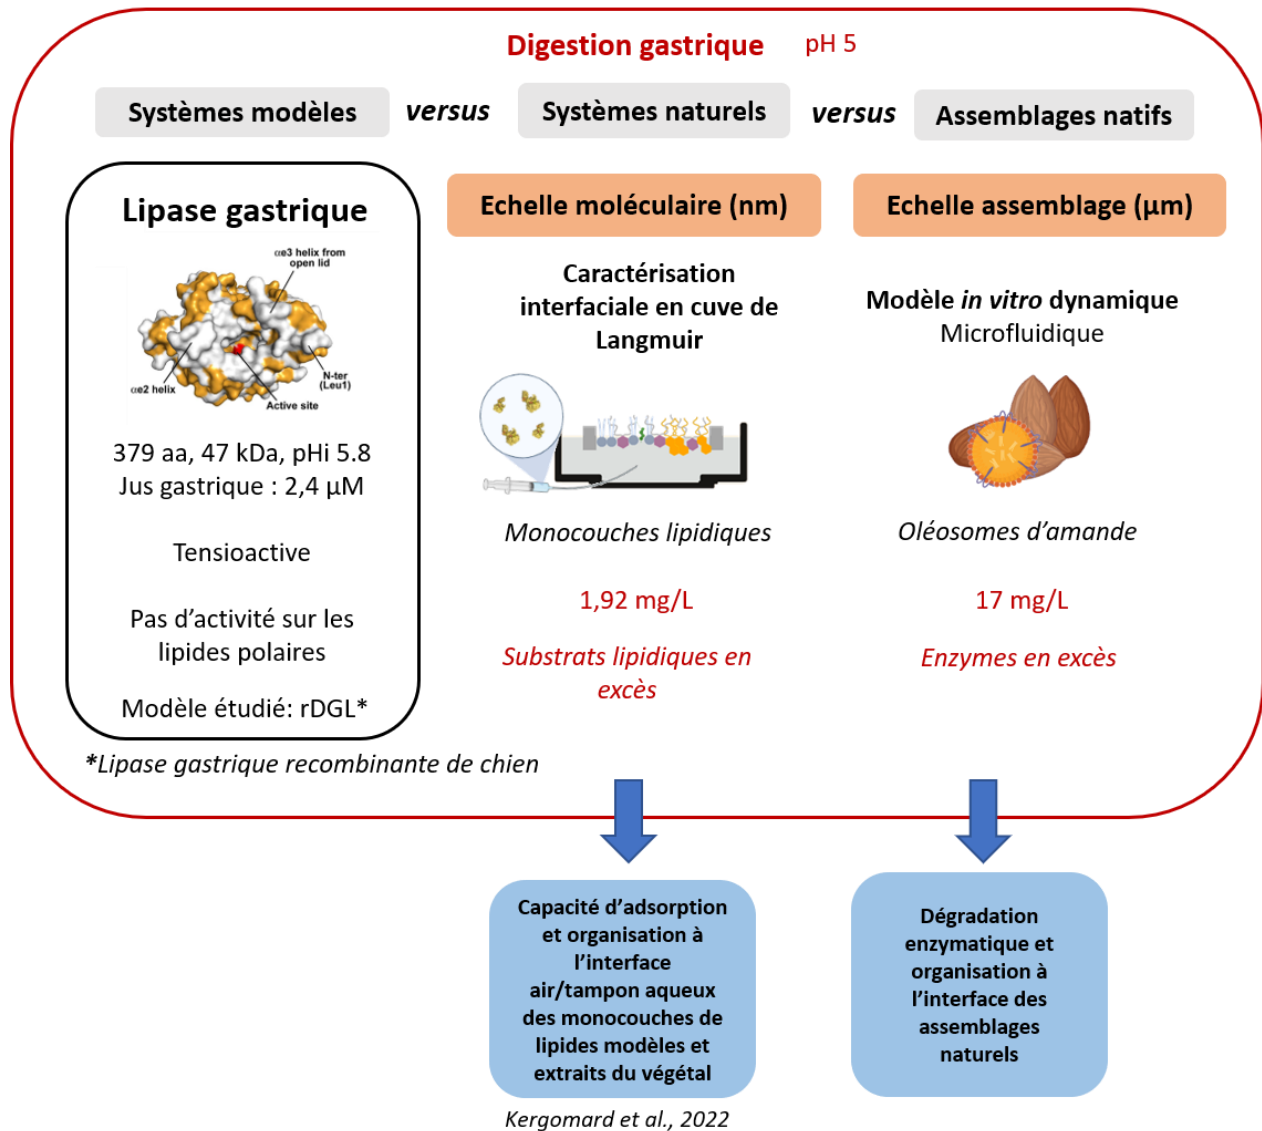 Digestion gastrique pH 5
Systèmes modèles versus Systèmes naturels versus Assemblages natifs
Lipase gastrique
αe3 helix from
open lid
αe2 helix
N-ter
(Leu1)
Active site
379 aa, 47 kDa, pHi 5.8
Jus gastrique : 2,4 µM
Tensioactive
Pas d’activité sur les
lipides polaires
Modèle étudié: rDGL*
*Lipase gastrique recombinante de chien
Echelle moléculaire (nm)
Caractérisation
interfaciale en cuve de
Langmuir
Monocouches lipidiques
1,92 mg/L
Substrats lipidiques en
excès
Echelle assemblage (µm)
Modèle in vitro dynamique
Microfluidique
Oléosomes d’amande
17 mg/L
Enzymes en excès
Capacité d’adsorption
et organisation à
l’interface
air/tampon aqueux
des monocouches de
lipides modèles et
extraits du végétal
Kergomard et al., 2022
Dégradation
enzymatique et
organisation à
l’interface des
assemblages
naturels